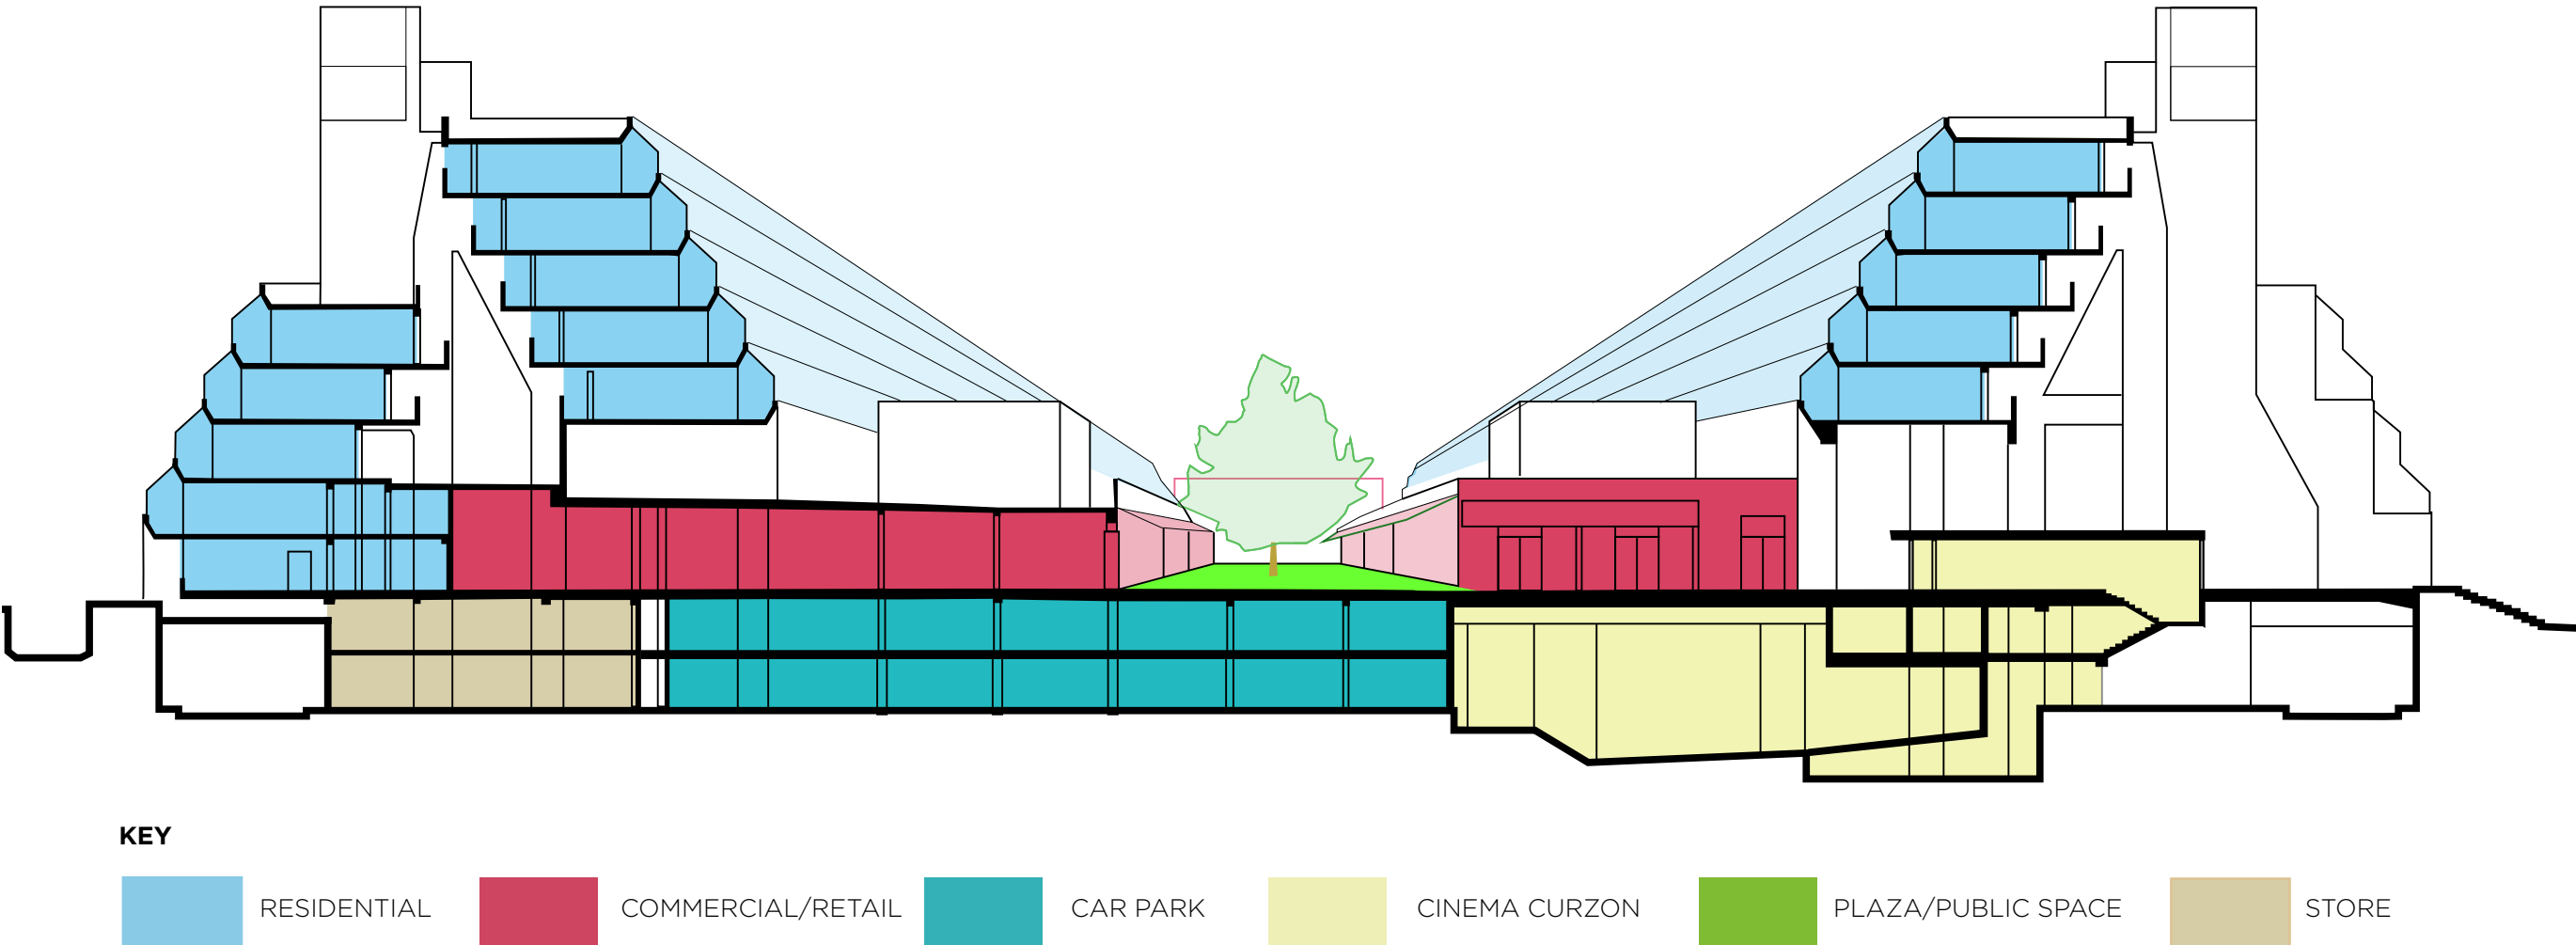 KEY
RESIDENTIAL
COMMERCIAL/RETAIL
CAR PARK
CINEMA CURZON
PLAZA/PUBLIC SPACE
STORE